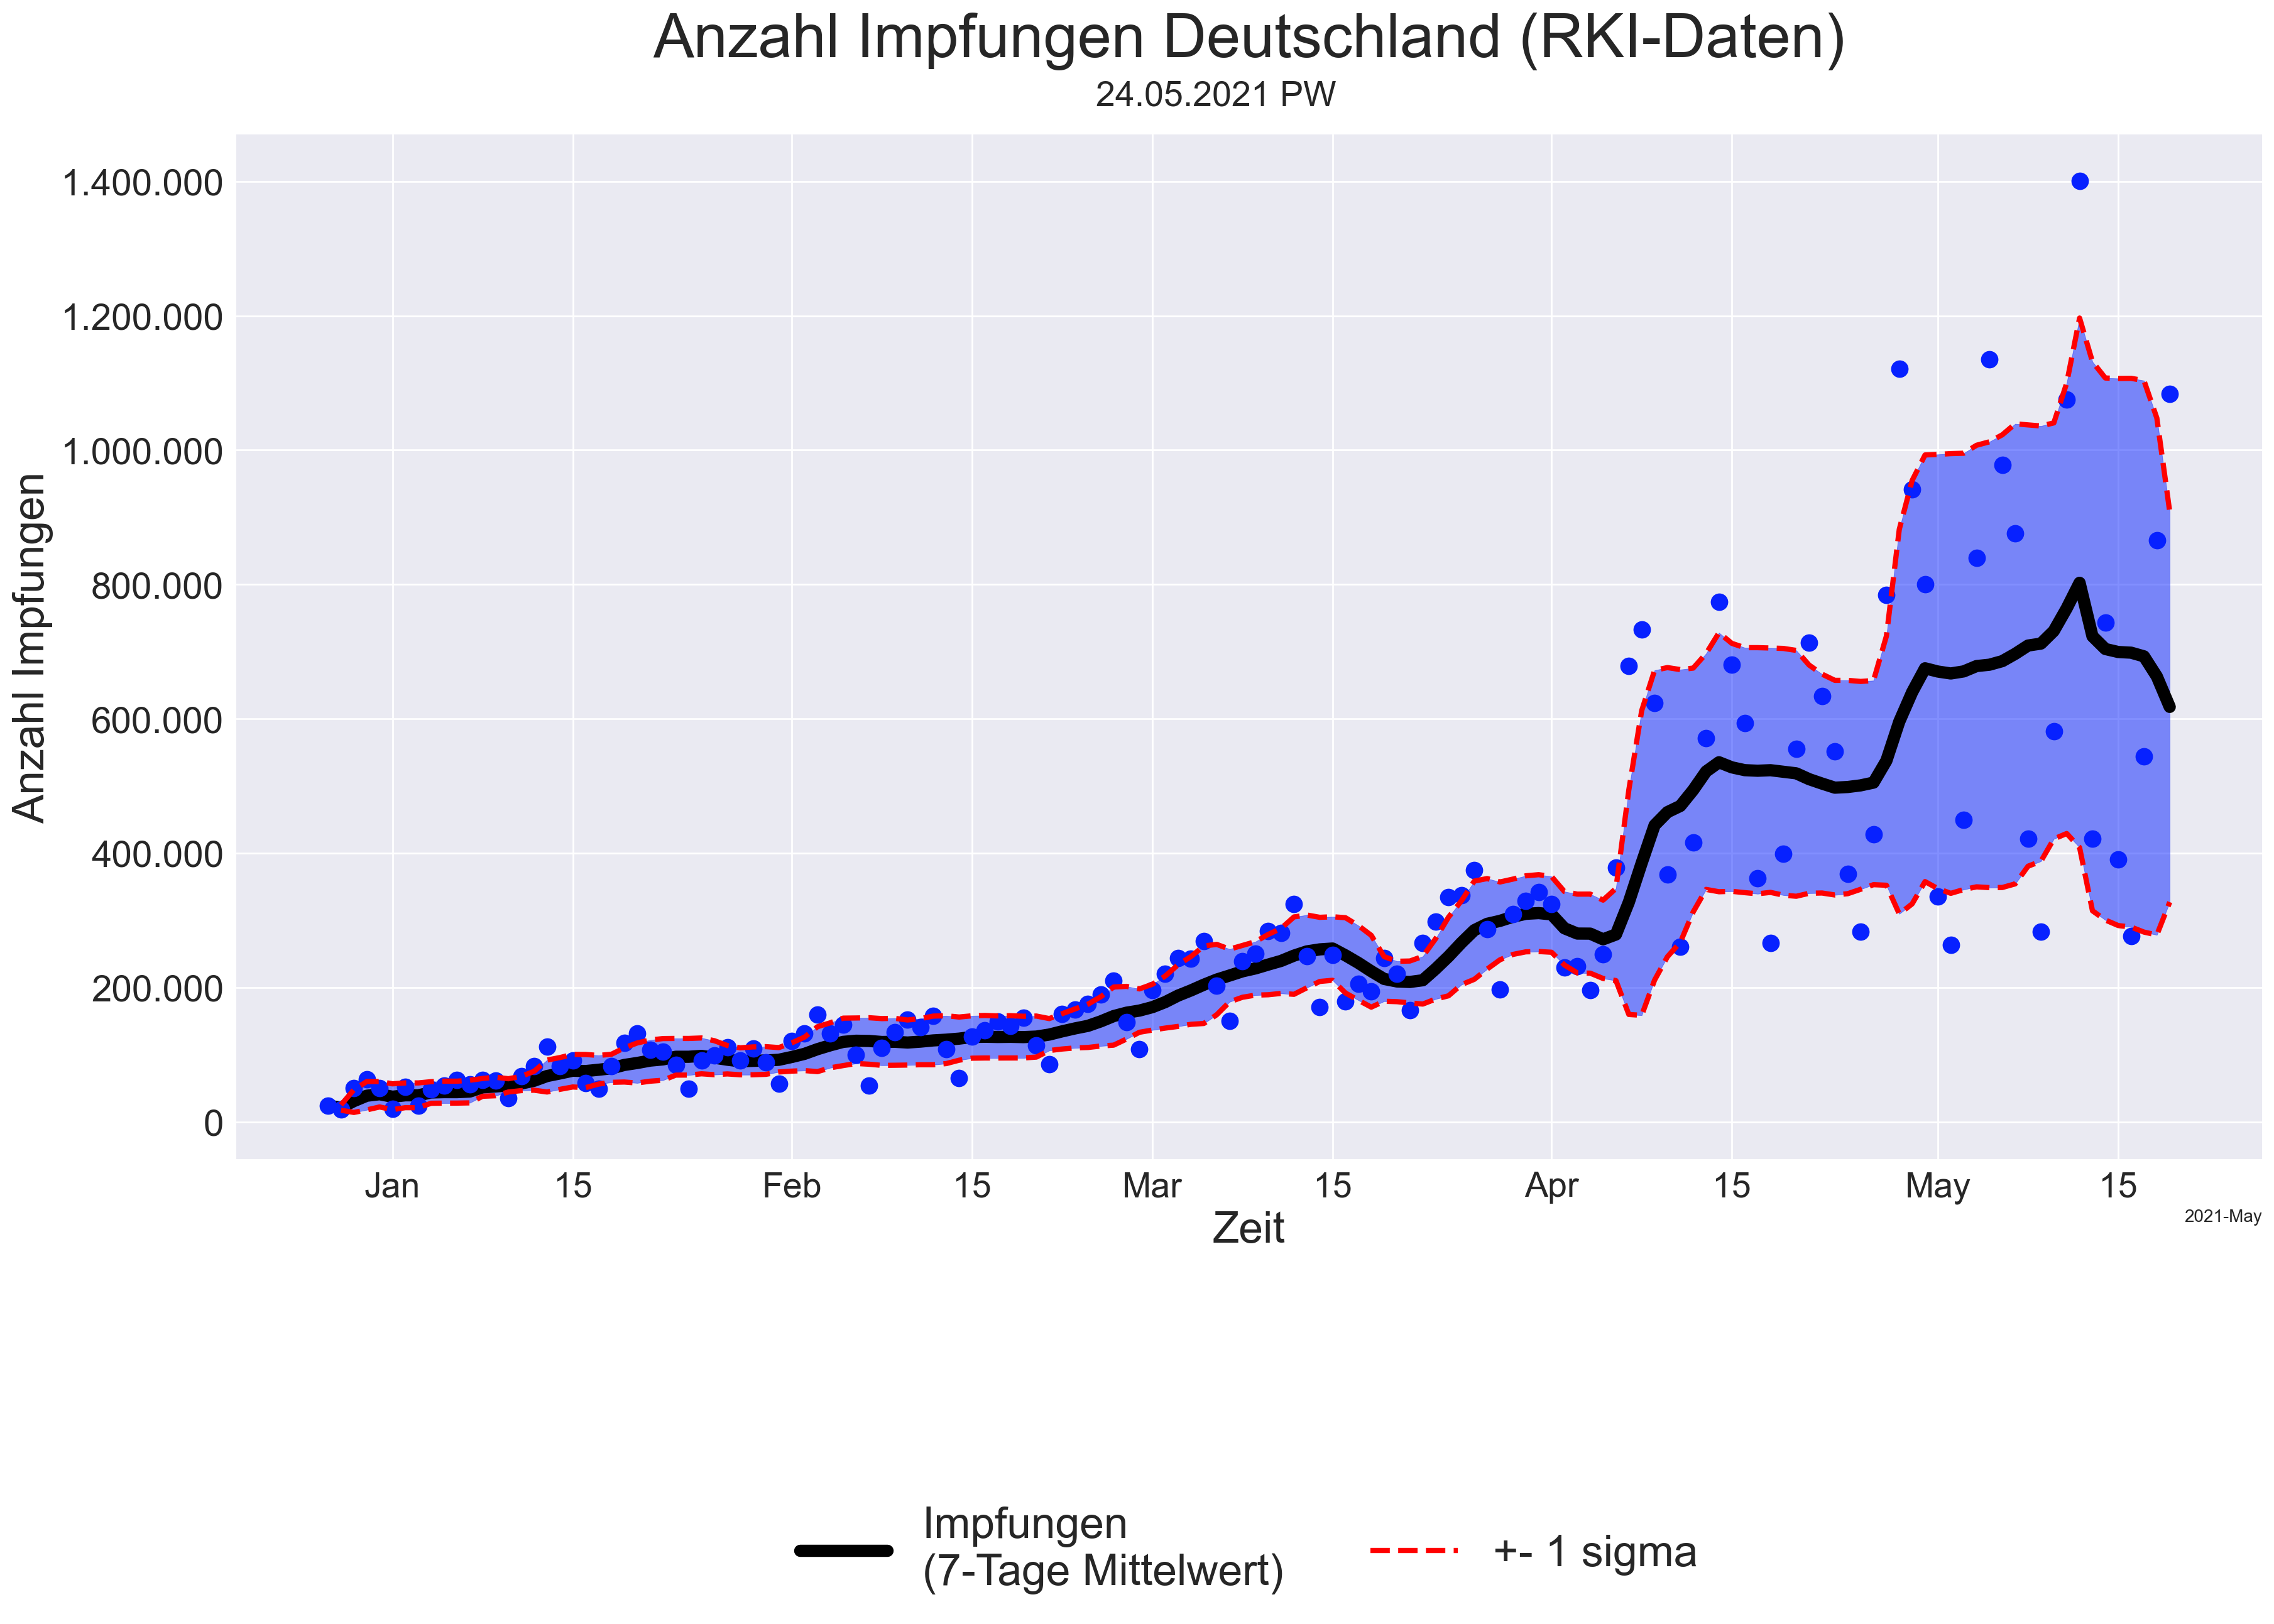 Anzahl Impfungen Deutschland (RKI-Daten)
24.05.2021 PW
Anzahl Impfungen
1.400.000
1.200.000
1.000.000
800.000
600.000
400.000
200.000
0
Jan
15
Feb
15
Mar
15
Apr
15
May
15
2021-May
Zeit
Impfungen
(7-Tage Mittelwert)
+- 1 sigma